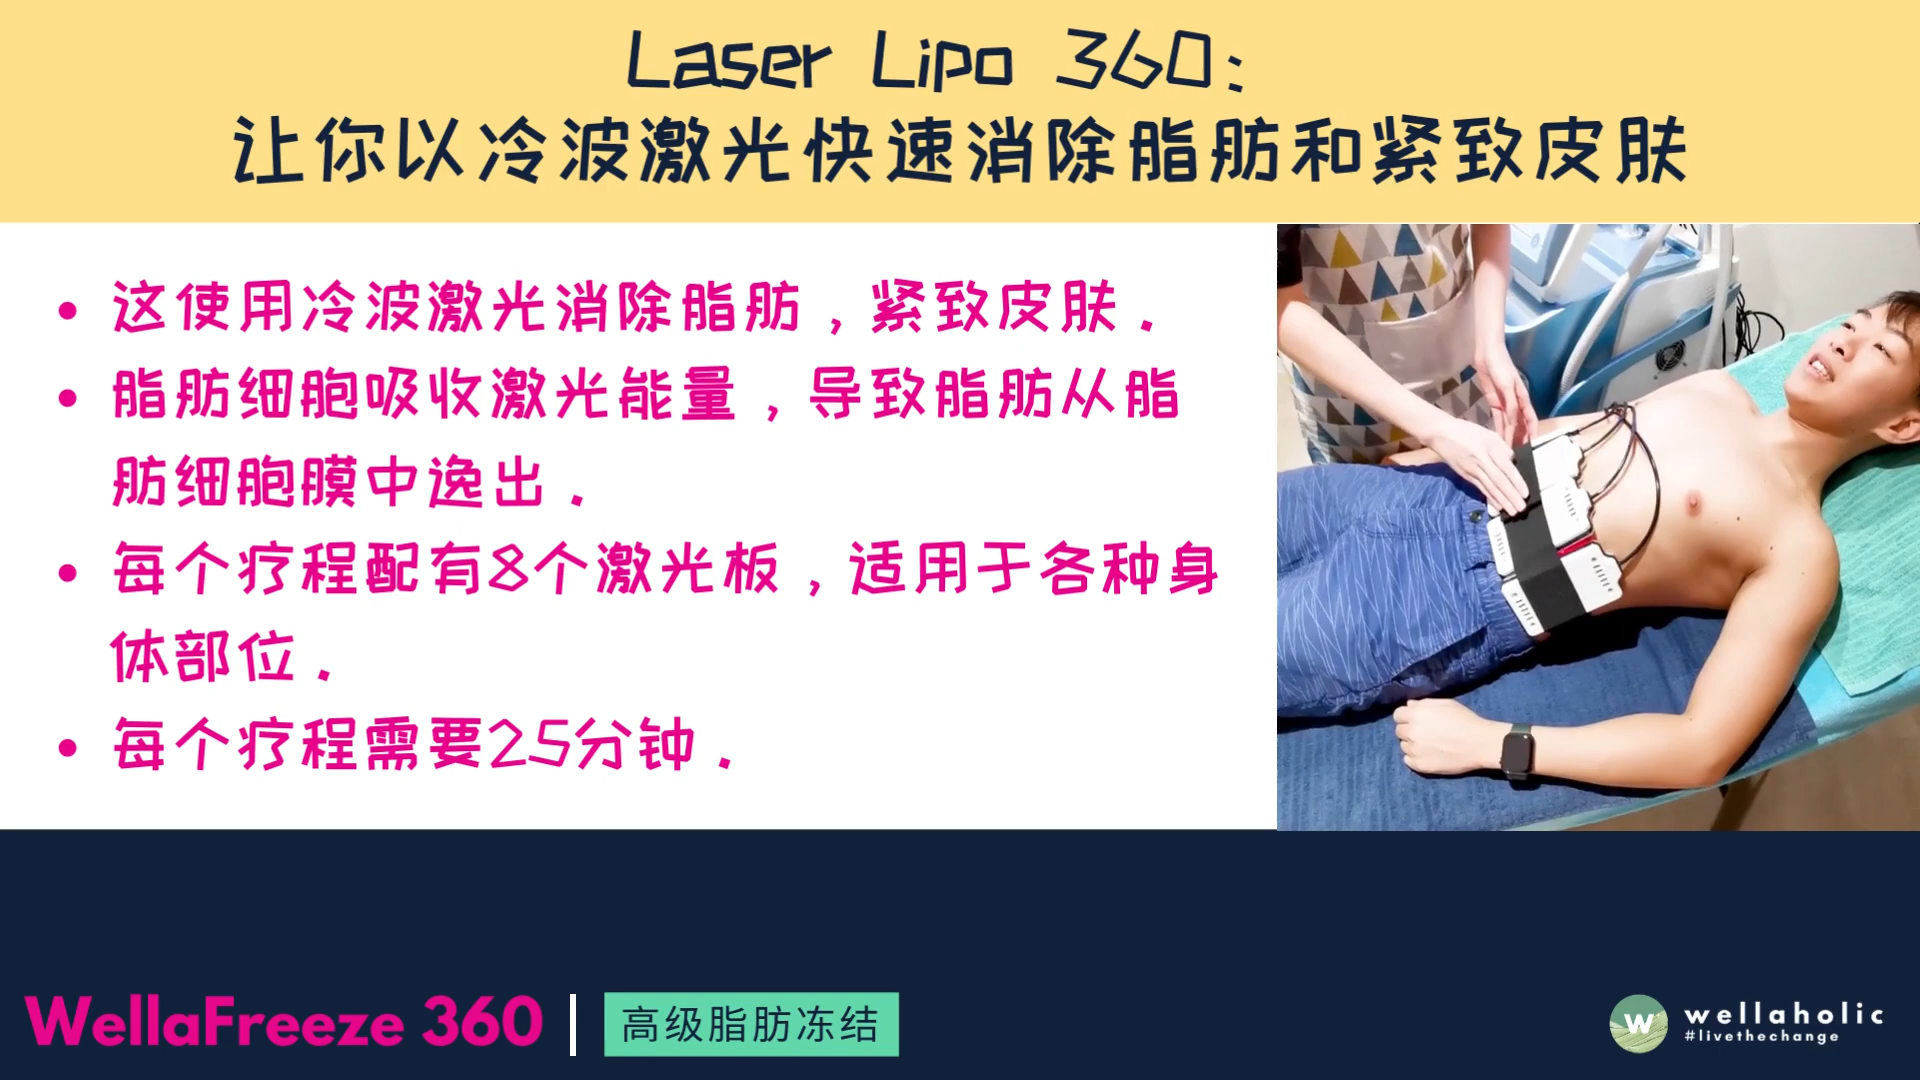 Laser Lipo 360:
让你以冷波激光快速消除脂肪和紧致皮肤
• 这使用冷波激光消除脂肪，紧致皮肤．
• 脂肪细胞吸收激光能量，导致脂肪从脂
肪细胞膜中逸出．
• 每个疗程配有8个激光板，适用于各种身
体部位．
• 每个疗程需要25分钟．
WellaFreeze 360 | 高级脂肪冻结
W wellaholic
#livethechange